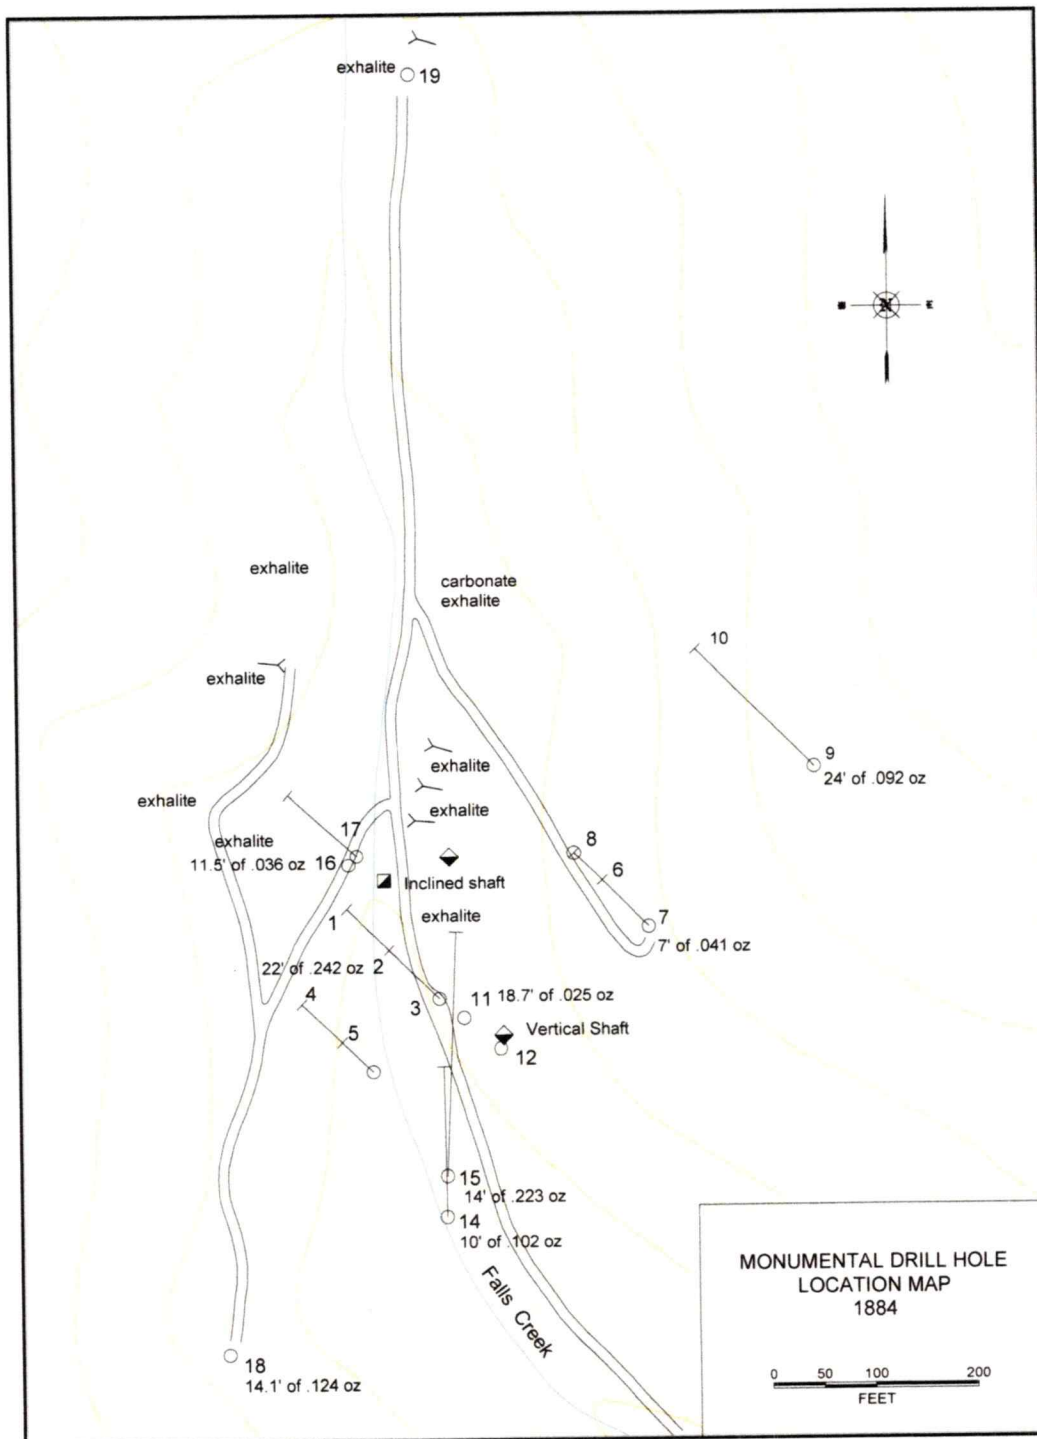 exhalite
19
N
E
exhalite
carbonate
exhalite
10
exhalite
9
24' of .092 oz
exhalite
exhalite
exhalite
exhalite
17
16
11.5' of .036 oz
8
6
Inclined shaft
exhalite
1
7
7' of .041 oz
2
22' of .242 oz
4
3
11
18.7' of .025 oz
Vertical Shaft
5
12
15
14' of .223 oz
14
10' of .102 oz
Falls Creek
18
14.1' of .124 oz
MONUMENTAL DRILL HOLE
LOCATION MAP
1884
0 50 100 200
FEET